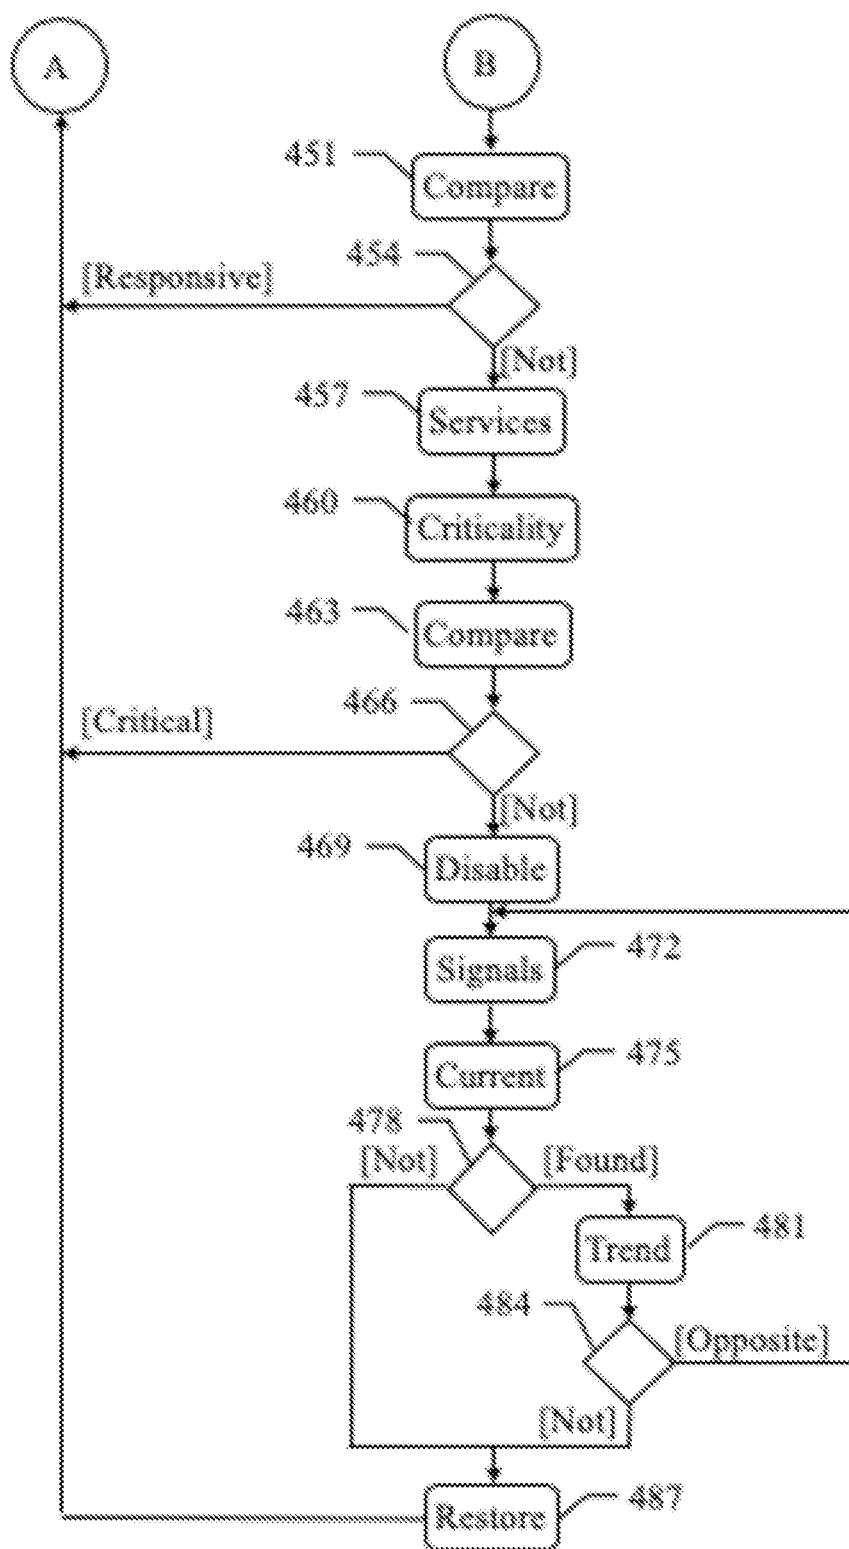 A
B
451
Compare
454
[Responsive]
[Not]
457
Services
460
Criticality
463
Compare
466
[Critical]
[Not]
469
Disable
Signals
472
Current
475
478
[Not]
[Found]
Trend
481
484
[Opposite]
[Not]
Restore
487